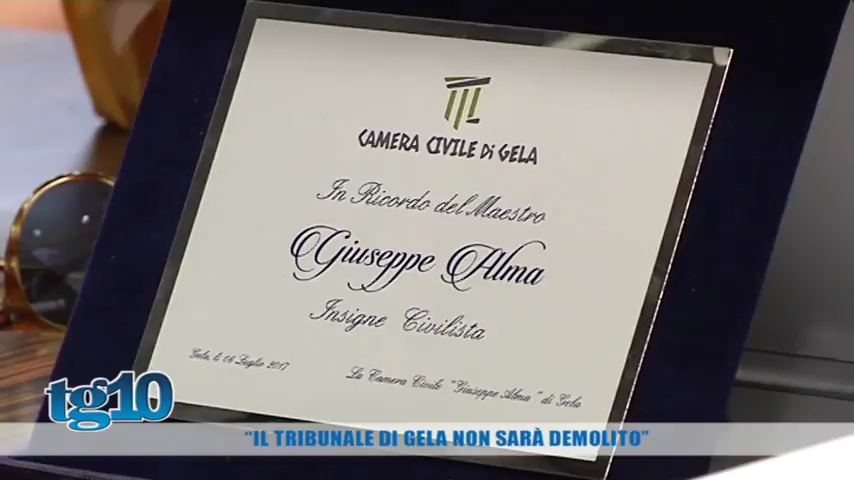 CAMERA CIVILE Di GELA
In Ricordo del Maestro
Giuseppe Alma
Insigne Civilista
Gela, li 06 Luglio 2017
La Camera Civile "Giuseppe Alma" di Gela
tg10
"IL TRIBUNALE DI GELA NON SARÀ DEMOLITO"